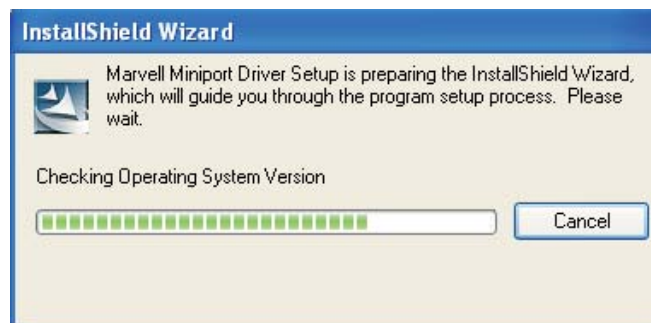 InstallShield Wizard
Marvell Miniport Driver Setup is preparing the InstallShield Wizard,
which will guide you through the program setup process.  Please
wait.
Checking Operating System Version
Cancel